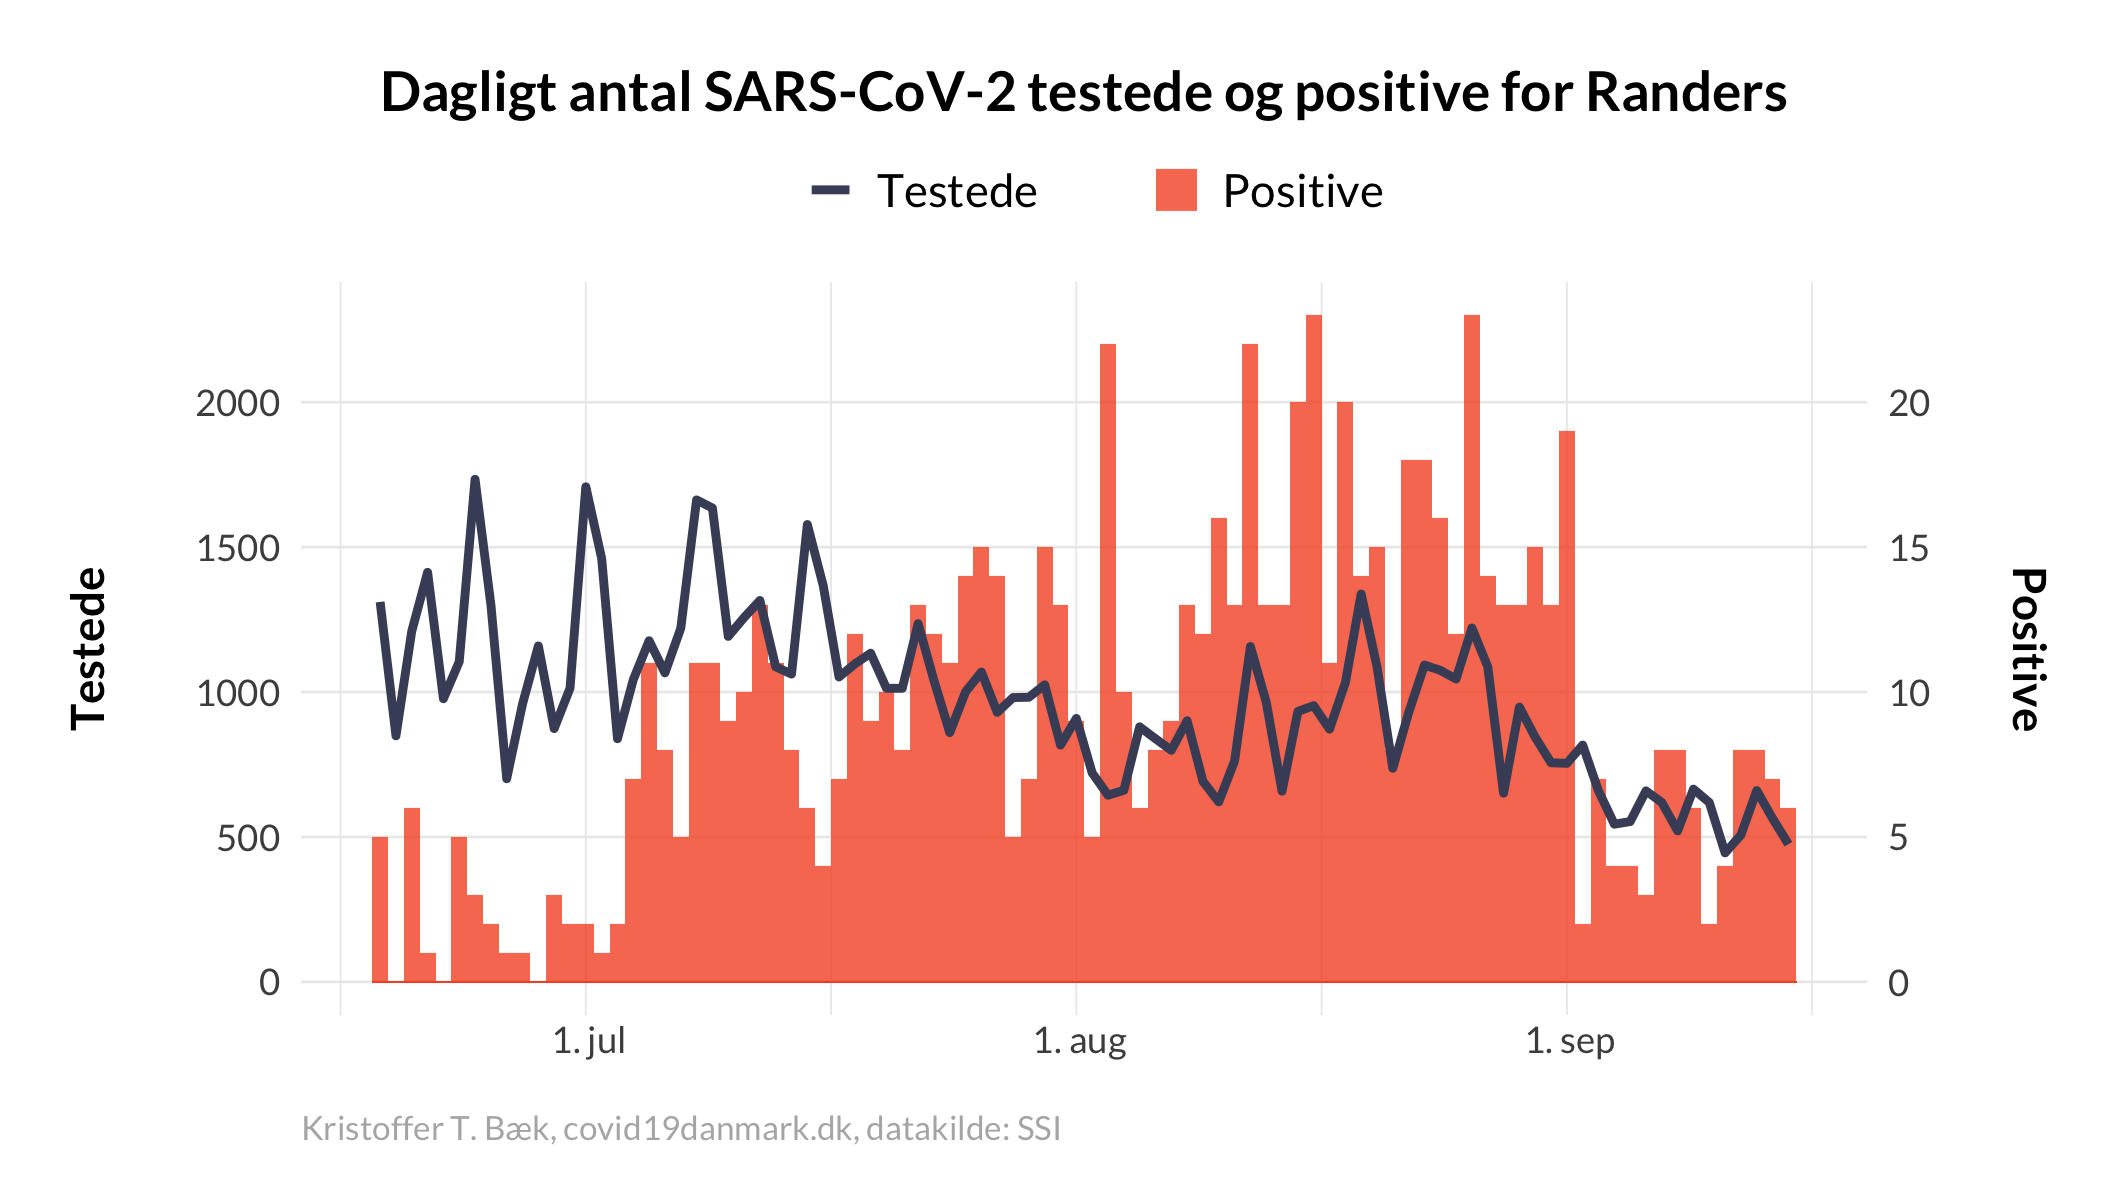 Dagligt antal SARS-CoV-2 testede og positive for Randers
Testede
Positive
2000
1500
1000
500
0
Testede
20
15
10
5
0
Positive
1. jul
1. aug
1. sep
Kristoffer T. Bæk, covid19danmark.dk, datakilde: SSI